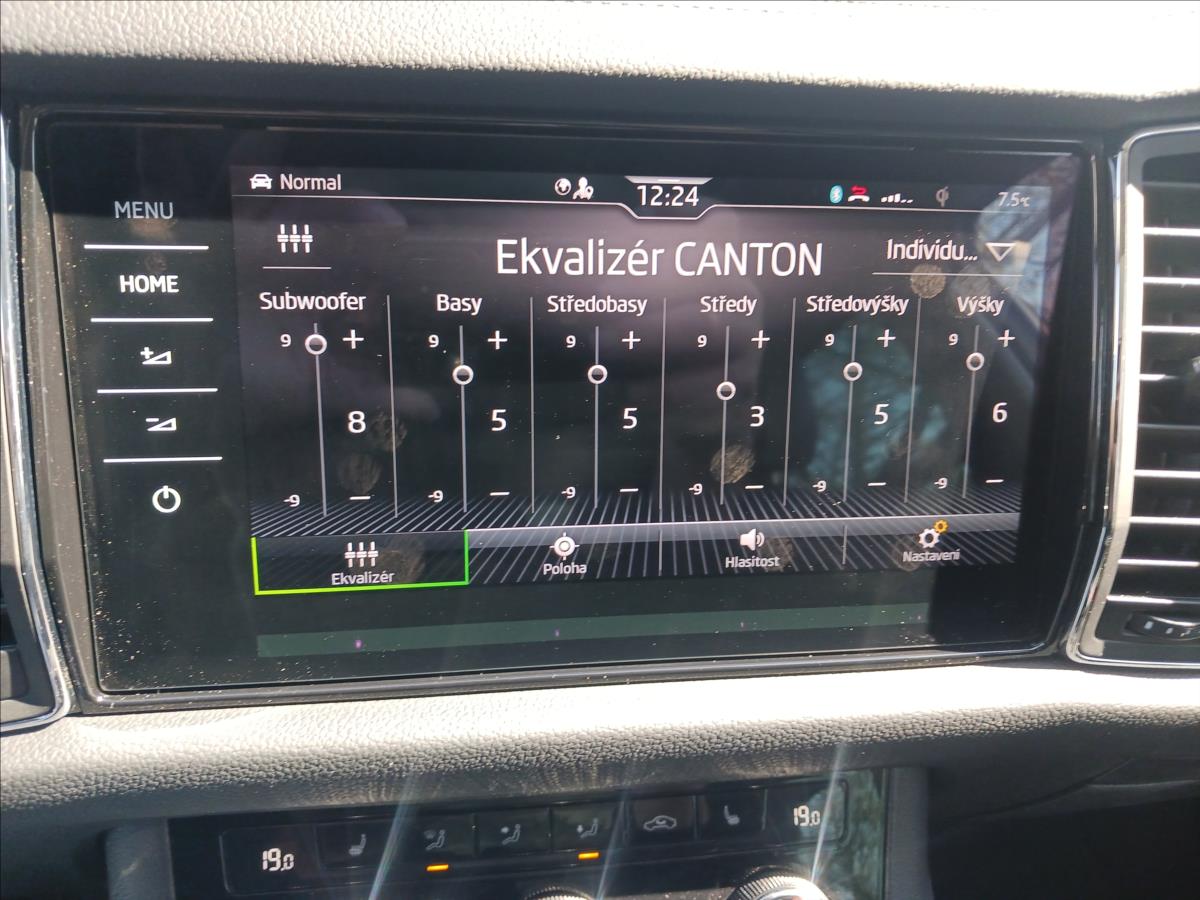 Normal
12:24
7.5°C
MENU
HOME
Ekvalizér CANTON
Individu...
Subwoofer
Basy
Středobasy
Středy
Středovýšky
Výšky
9 + 9 + 9 + 9 + 9 + 9 +
8 5 5 3 5 6
-9 − -9 − -9 − -9 − -9 − -9 −
Ekvalizér
Poloha
Hlasitost
Nastavení
19.0
19.0